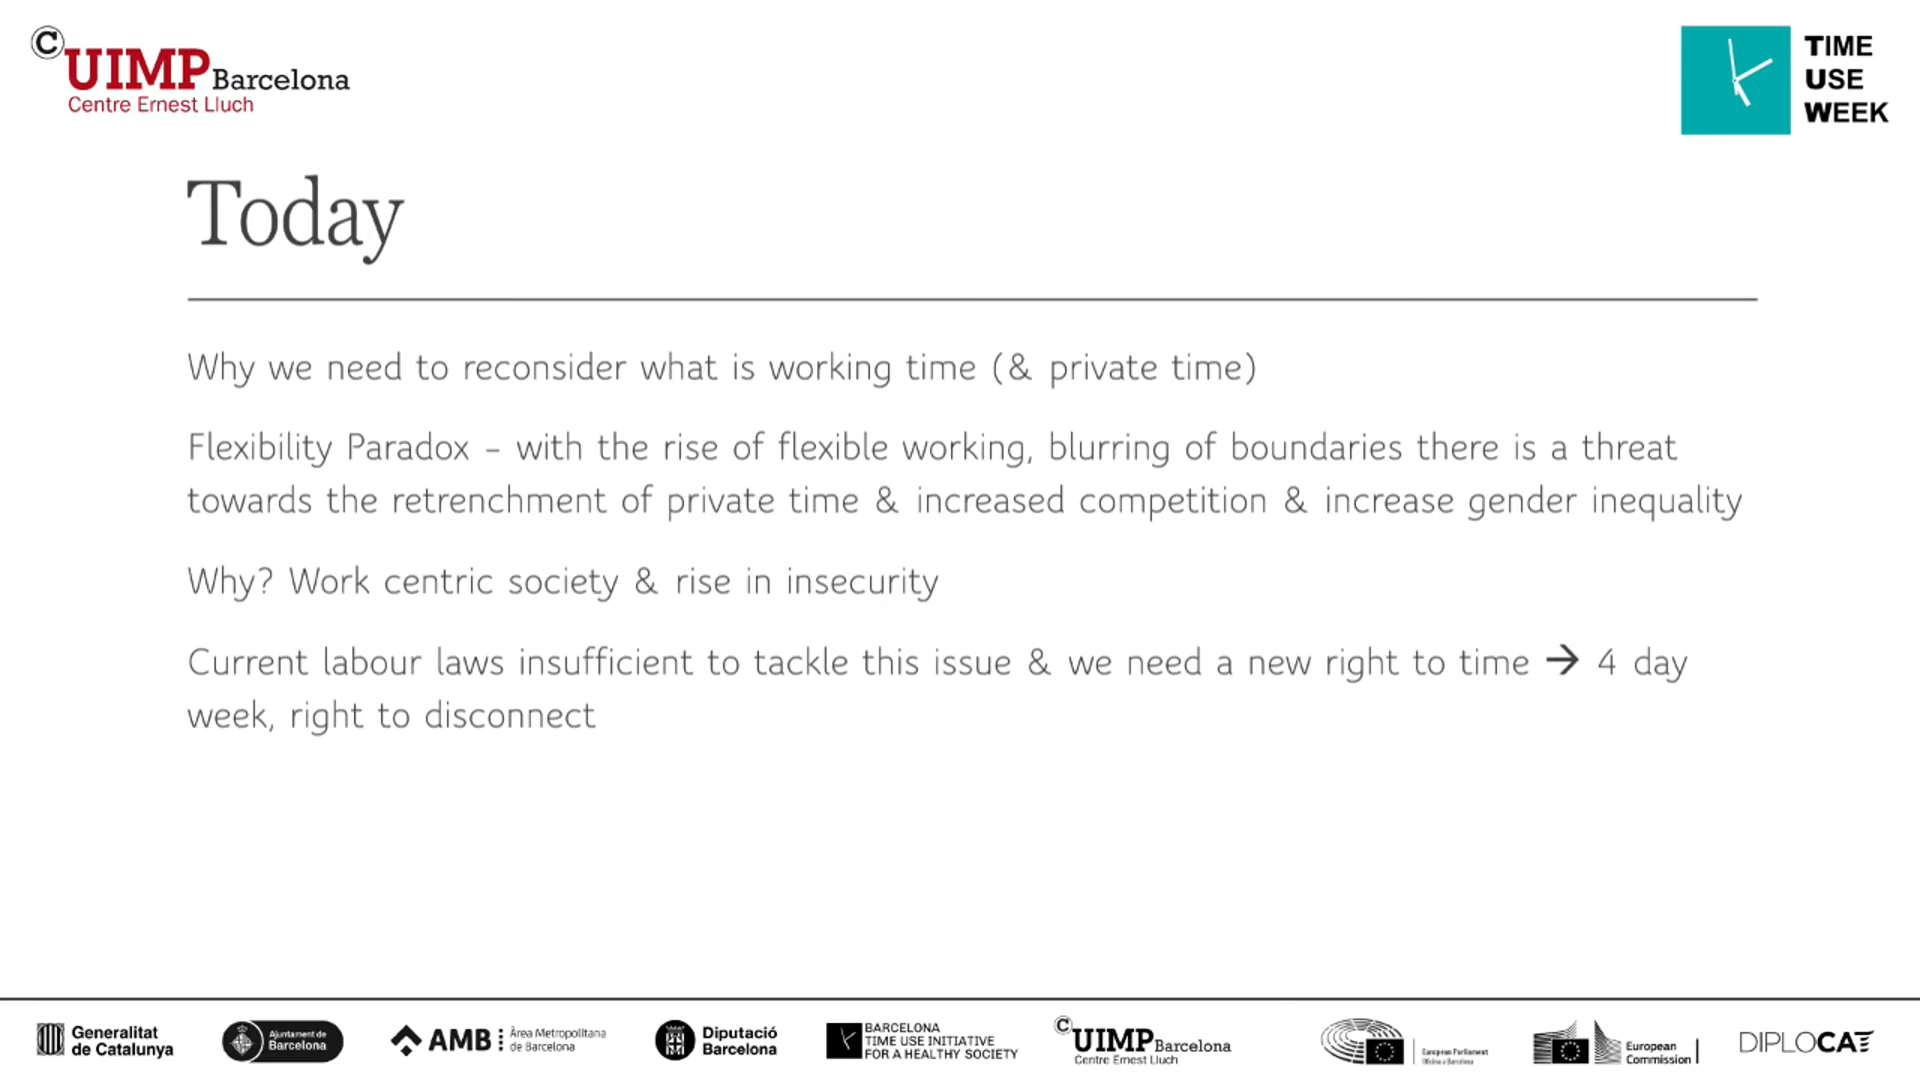 C UIMP Barcelona
Centre Ernest Lluch
TIME
USE
WEEK
Today
Why we need to reconsider what is working time (& private time)
Flexibility Paradox – with the rise of flexible working, blurring of boundaries there is a threat
towards the retrenchment of private time & increased competition & increase gender inequality
Why? Work centric society & rise in insecurity
Current labour laws insufficient to tackle this issue & we need a new right to time → 4 day
week, right to disconnect
Generalitat
de Catalunya
Ajuntament de
Barcelona
AMB
Àrea Metropolitana
de Barcelona
Diputació
Barcelona
BARCELONA
TIME USE INITIATIVE
FOR A HEALTHY SOCIETY
C UIMP Barcelona
Centre Ernest Lluch
European Parliament
Oficina a Barcelona
European
Commission
DIPLOCAT